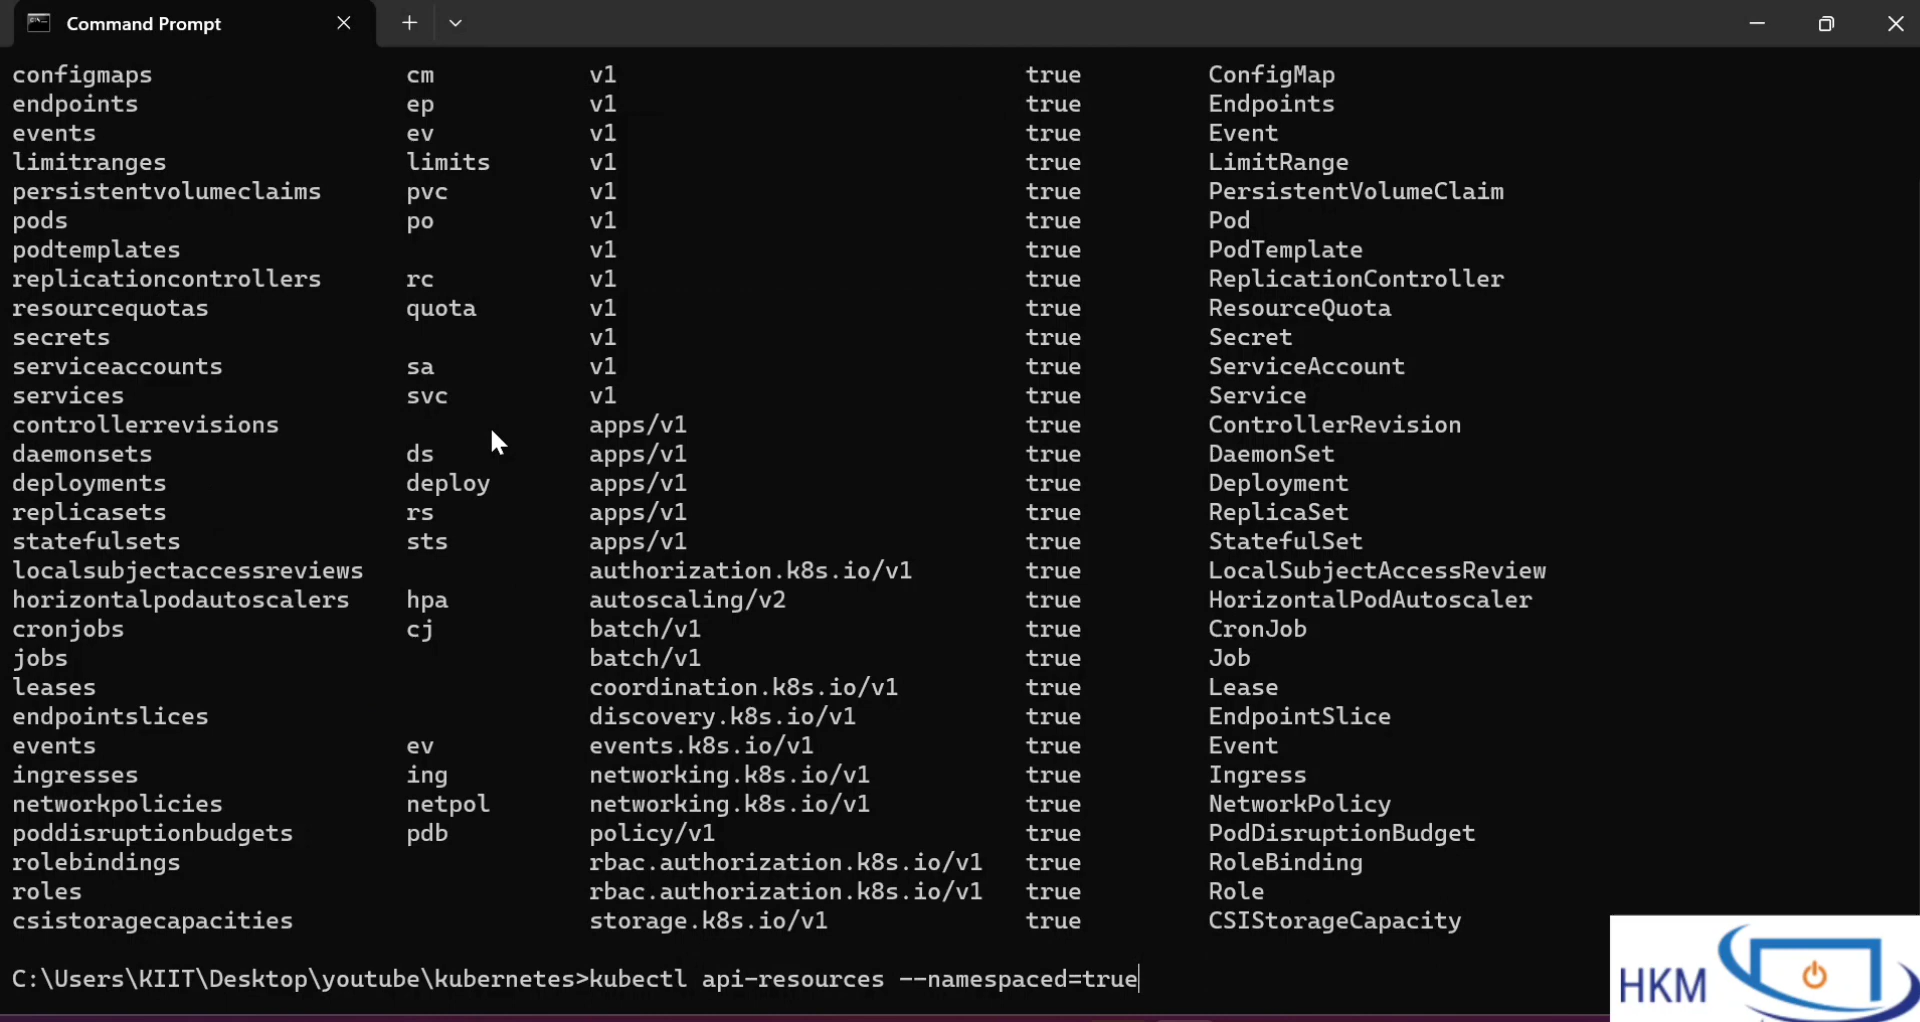 Command Prompt
configmaps cm v1 true ConfigMap
endpoints ep v1 true Endpoints
events ev v1 true Event
limitranges limits v1 true LimitRange
persistentvolumeclaims pvc v1 true PersistentVolumeClaim
pods po v1 true Pod
podtemplates v1 true PodTemplate
replicationcontrollers rc v1 true ReplicationController
resourcequotas quota v1 true ResourceQuota
secrets v1 true Secret
serviceaccounts sa v1 true ServiceAccount
services svc v1 true Service
controllerrevisions apps/v1 true ControllerRevision
daemonsets ds apps/v1 true DaemonSet
deployments deploy apps/v1 true Deployment
replicasets rs apps/v1 true ReplicaSet
statefulsets sts apps/v1 true StatefulSet
localsubjectaccessreviews authorization.k8s.io/v1 true LocalSubjectAccessReview
horizontalpodautoscalers hpa autoscaling/v2 true HorizontalPodAutoscaler
cronjobs cj batch/v1 true CronJob
jobs batch/v1 true Job
leases coordination.k8s.io/v1 true Lease
endpointslices discovery.k8s.io/v1 true EndpointSlice
events ev events.k8s.io/v1 true Event
ingresses ing networking.k8s.io/v1 true Ingress
networkpolicies netpol networking.k8s.io/v1 true NetworkPolicy
poddisruptionbudgets pdb policy/v1 true PodDisruptionBudget
rolebindings rbac.authorization.k8s.io/v1 true RoleBinding
roles rbac.authorization.k8s.io/v1 true Role
csistoragecapacities storage.k8s.io/v1 true CSIStorageCapacity
C:\Users\KIIT\Desktop\youtube\kubernetes>kubectl api-resources --namespaced=true
HKM